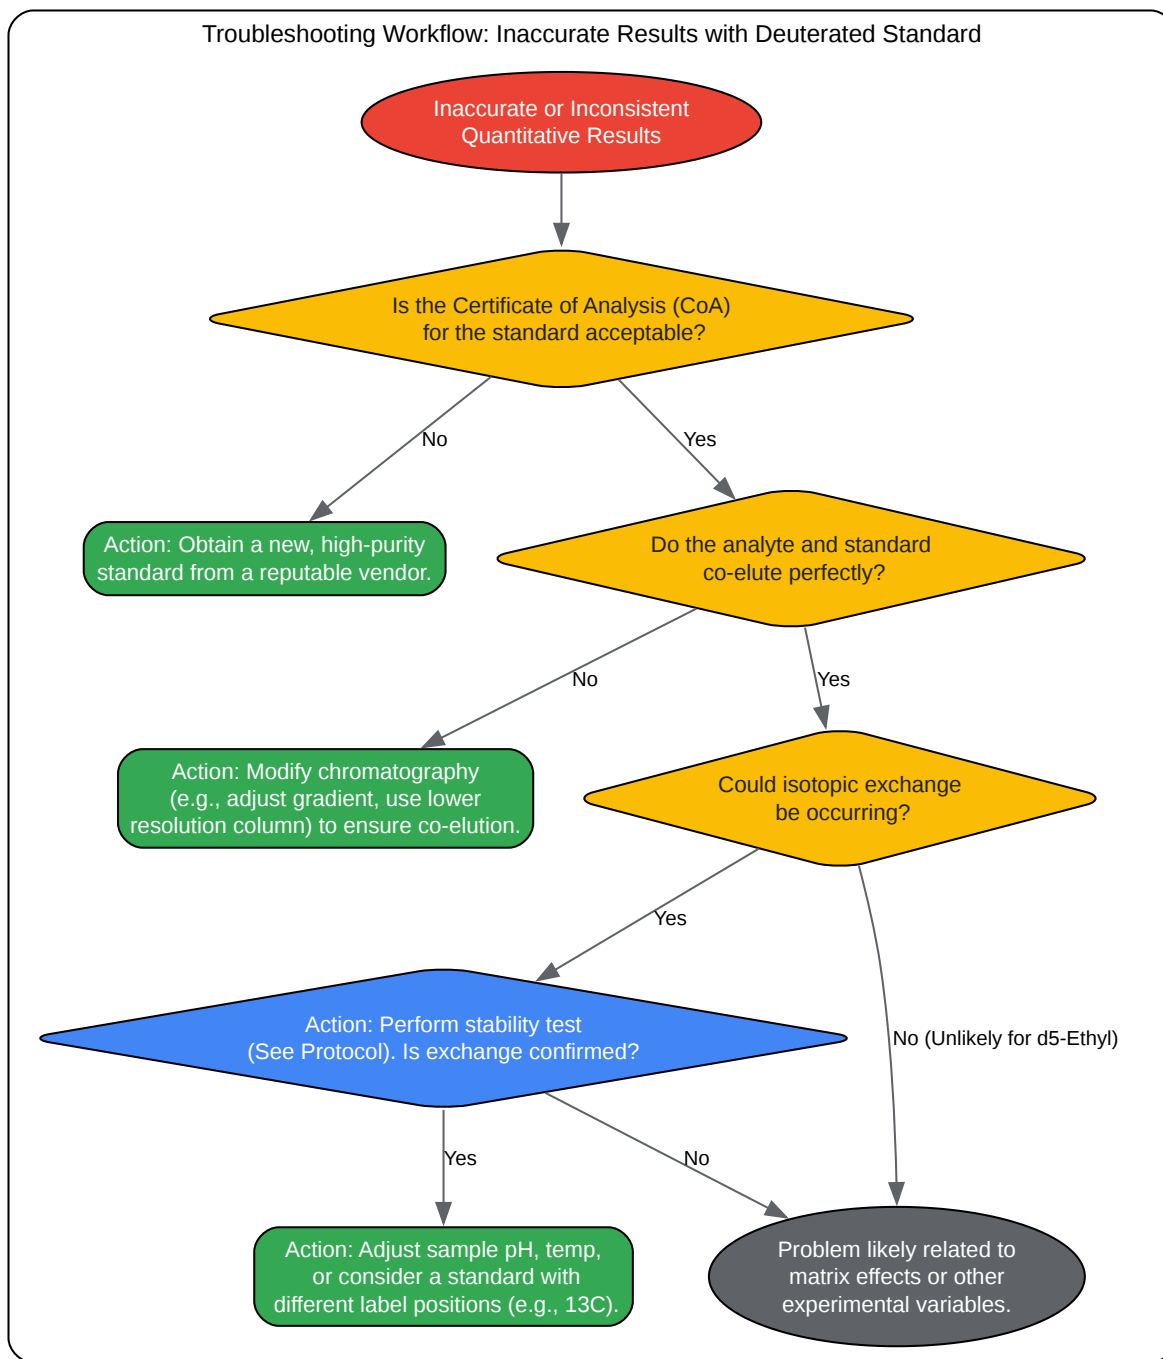 Troubleshooting Workflow: Inaccurate Results with Deuterated Standard
Inaccurate or Inconsistent
Quantitative Results
Is the Certificate of Analysis (CoA)
for the standard acceptable?
No
Yes
Action: Obtain a new, high-purity
standard from a reputable vendor.
Do the analyte and standard
co-elute perfectly?
No
Yes
Action: Modify chromatography
(e.g., adjust gradient, use lower
resolution column) to ensure co-elution.
Could isotopic exchange
be occurring?
Yes
No (Unlikely for d5-Ethyl)
Action: Perform stability test
(See Protocol). Is exchange confirmed?
Yes
No
Action: Adjust sample pH, temp,
or consider a standard with
different label positions (e.g., 13C).
Problem likely related to
matrix effects or other
experimental variables.